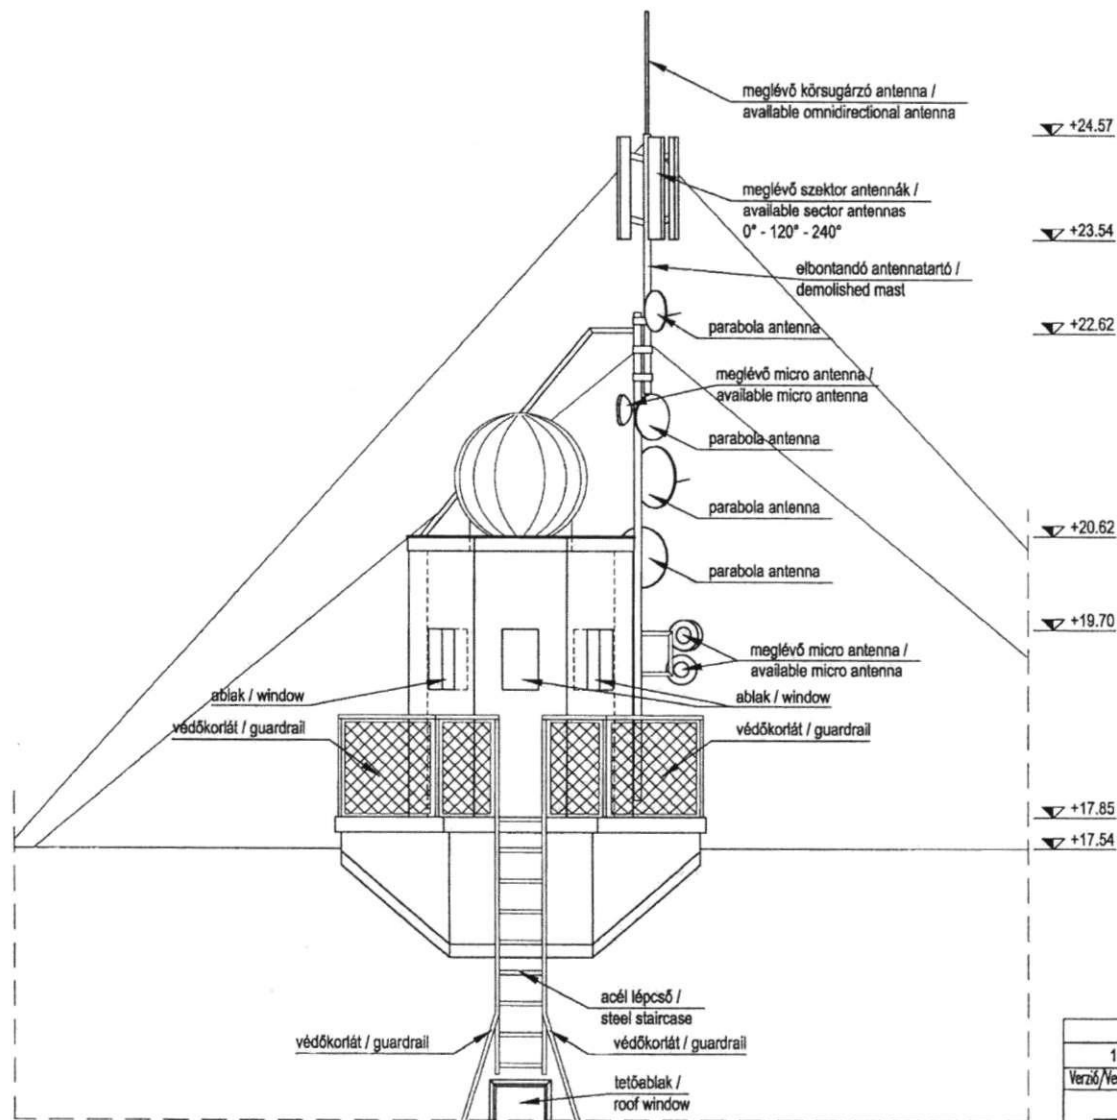 meglévő körsugárzó antenna /
available omnidirectional antenna
+24.57
meglévő szektor antennák /
available sector antennas
0° - 120° - 240°
+23.54
elbontandó antennatartó /
demolished mast
parabola antenna
+22.62
meglévő micro antenna /
available micro antenna
parabola antenna
parabola antenna
+20.62
parabola antenna
+19.70
meglévő micro antenna /
available micro antenna
ablak / window
ablak / window
védőkorlát / guardrail
védőkorlát / guardrail
+17.85
+17.54
acél lépcső /
steel staircase
védőkorlát / guardrail
védőkorlát / guardrail
1
Verzió/Ve
tetőablak /
roof window